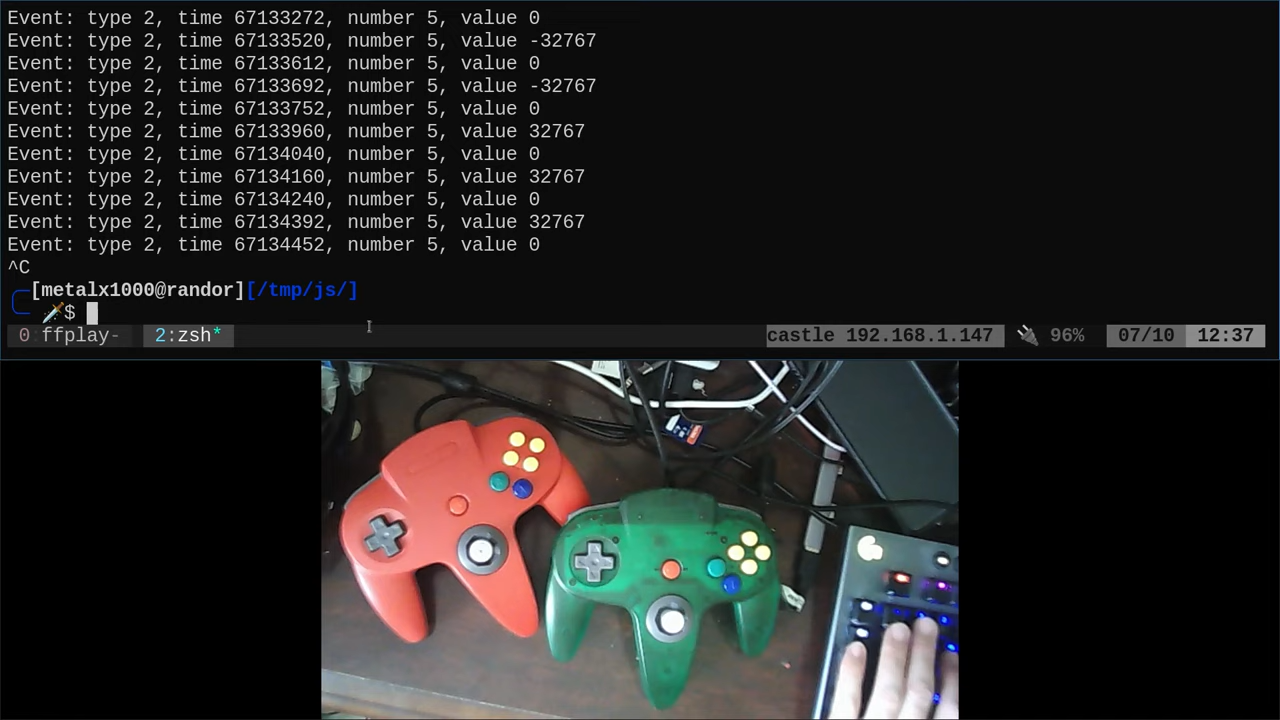 Event: type 2, time 67133272, number 5, value 0
Event: type 2, time 67133520, number 5, value -32767
Event: type 2, time 67133612, number 5, value 0
Event: type 2, time 67133692, number 5, value -32767
Event: type 2, time 67133752, number 5, value 0
Event: type 2, time 67133960, number 5, value 32767
Event: type 2, time 67134040, number 5, value 0
Event: type 2, time 67134160, number 5, value 32767
Event: type 2, time 67134240, number 5, value 0
Event: type 2, time 67134392, number 5, value 32767
Event: type 2, time 67134452, number 5, value 0
^C
[metalx1000@randor][/tmp/js/]
$
0:ffplay- 2:zsh* castle 192.168.1.147 96% 07/10 12:37